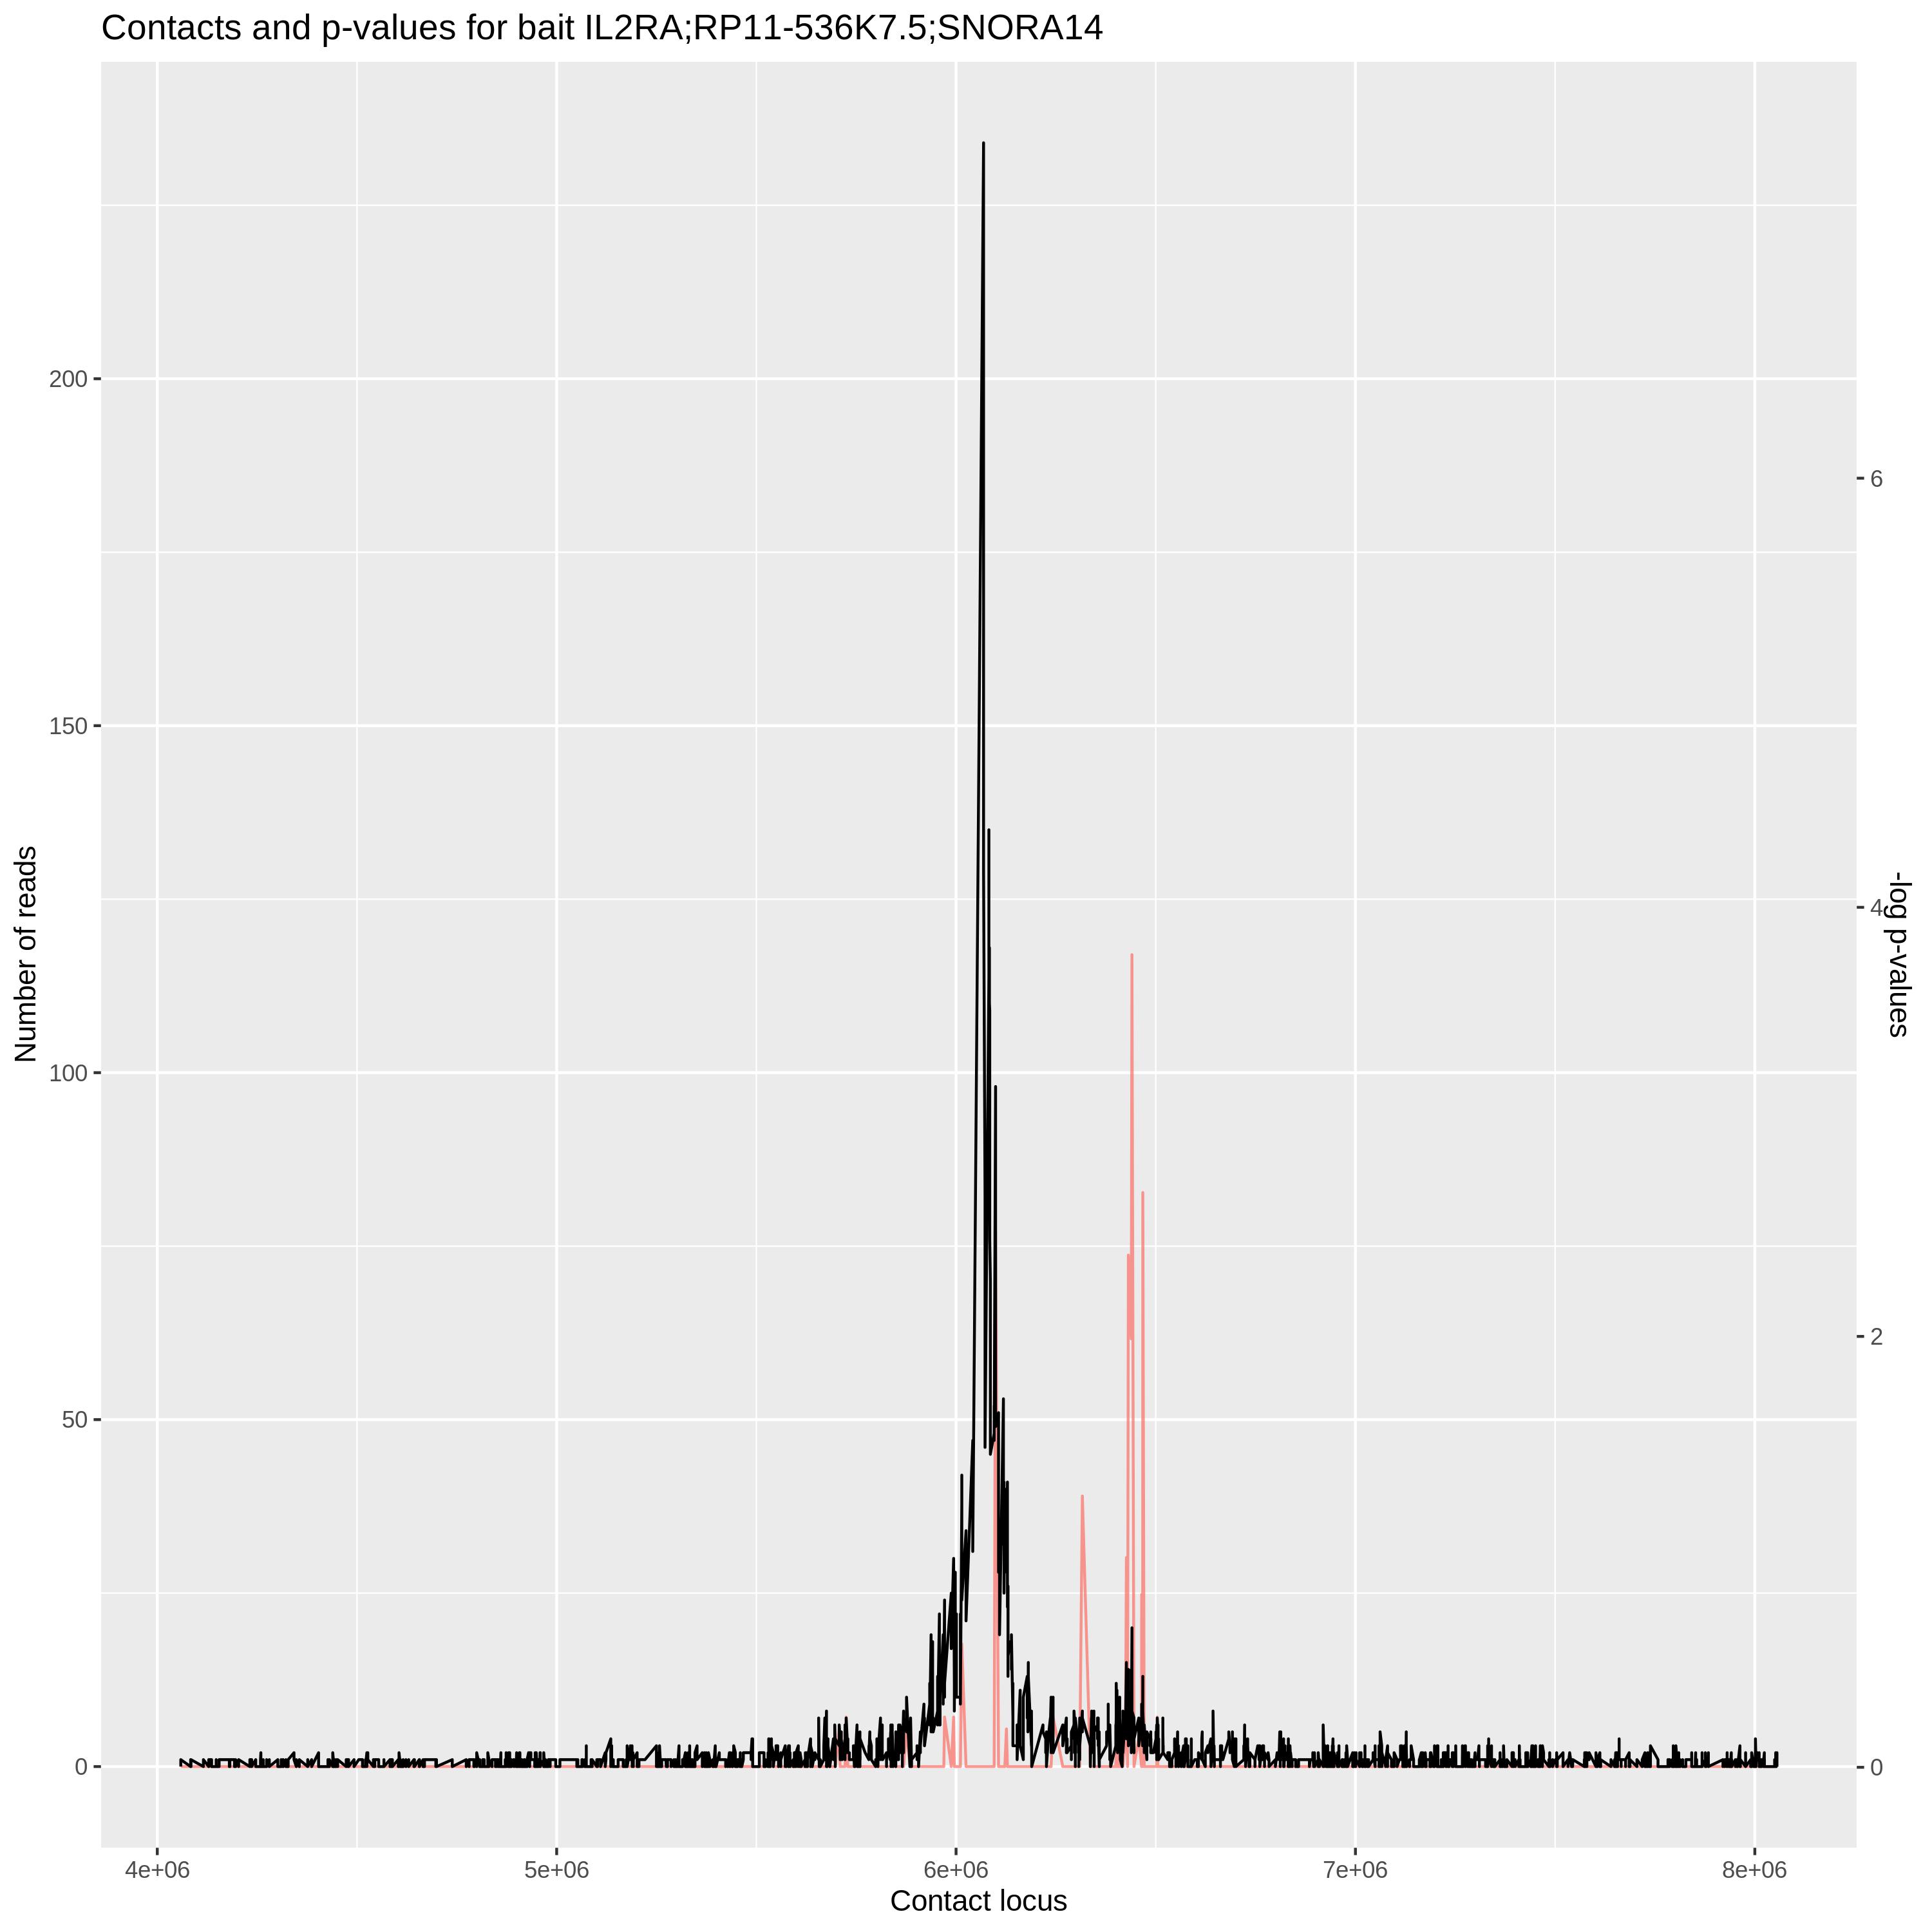 Contacts and p-values for bait IL2RA;RP11-536K7.5;SNORA14
Number of reads
200
150
100
50
0
6
4
2
0
-log p-values
4e+06 5e+06 6e+06 7e+06 8e+06
Contact locus